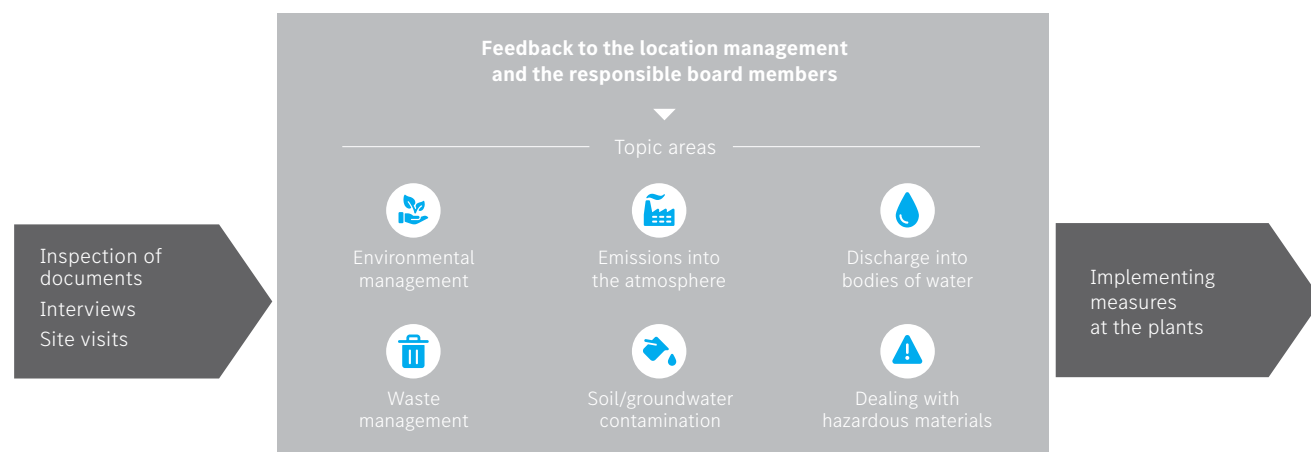 Feedback to the location management
and the responsible board members
Topic areas
Inspection of
documents
Interviews
Site visits
Environmental
management
Emissions into
the atmosphere
Discharge into
bodies of water
Waste
management
Soil/groundwater
contamination
Dealing with
hazardous materials
Implementing
measures
at the plants